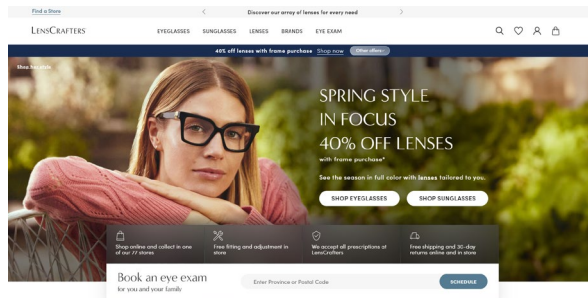 Find a Store
Discover our array of lenses for every need
LENSCRAFTERS
EYEGLASSES SUNGLASSES LENSES BRANDS EYE EXAM
40% off lenses with frame purchase Shop now Other offers
Shop her style
SPRING STYLE
IN FOCUS
40% OFF LENSES
with frame purchase*
See the season in full color with lenses tailored to you.
SHOP EYEGLASSES SHOP SUNGLASSES
Shop online and collect in one
of our 77 stores
Free fitting and adjustment in
store
We accept all prescriptions at
LensCrafters
Free shipping and 30-day
returns online and in store
Book an eye exam
for you and your family
Enter Province or Postal Code
SCHEDULE